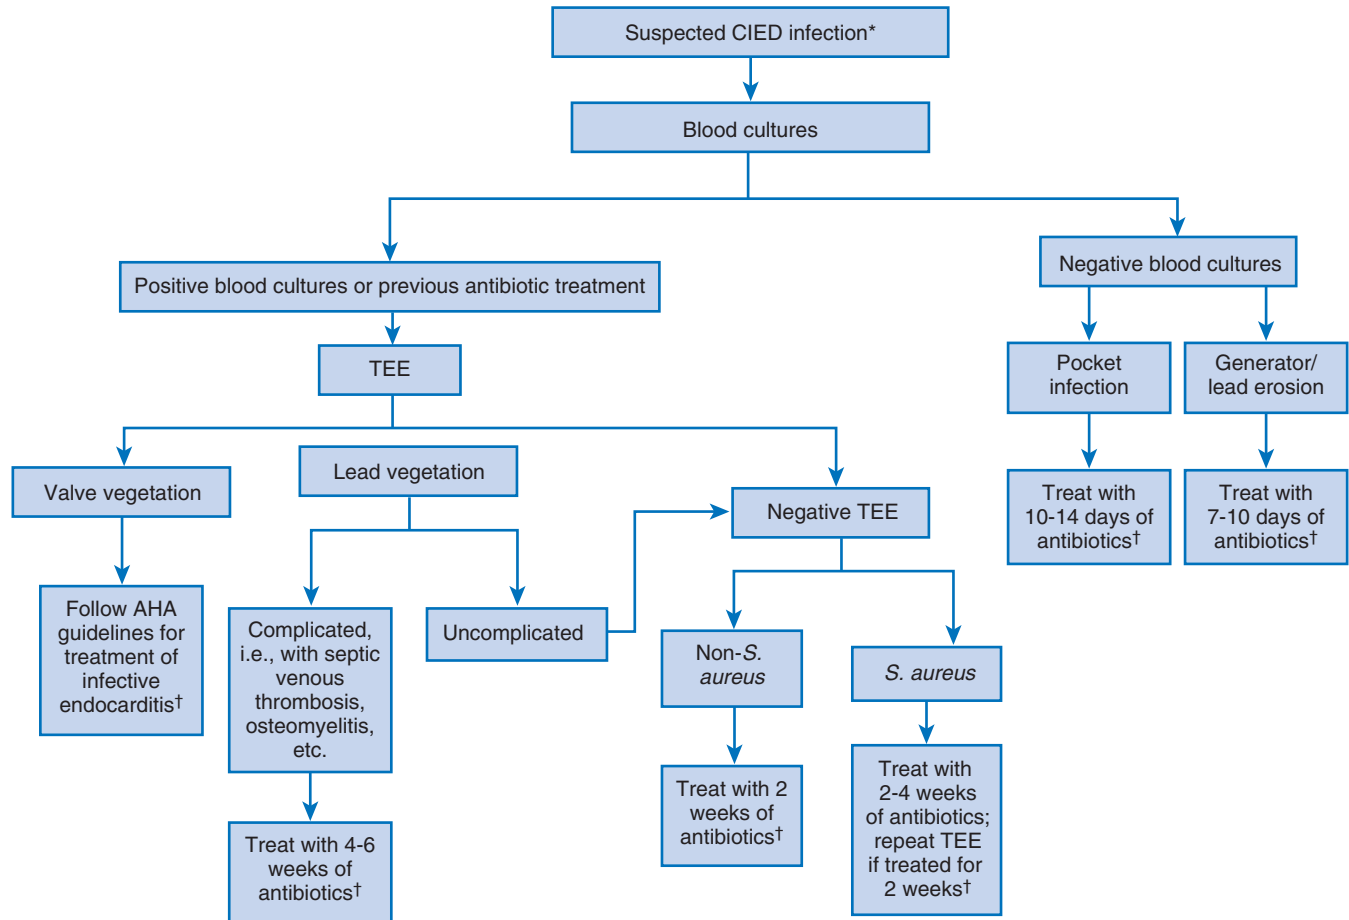 Suspected CIED infection*
Blood cultures
Positive blood cultures or previous antibiotic treatment
Negative blood cultures
TEE
Pocket
infection
Generator/
lead erosion
Valve vegetation
Lead vegetation
Negative TEE
Treat with
10-14 days of
antibiotics†
Treat with
7-10 days of
antibiotics†
Follow AHA
guidelines for
treatment of
infective
endocarditis†
Complicated,
i.e., with septic
venous
thrombosis,
osteomyelitis,
etc.
Uncomplicated
Non-S.
aureus
S. aureus
Treat with 4-6
weeks of
antibiotics†
Treat with 2
weeks of
antibiotics†
Treat with
2-4 weeks
of antibiotics;
repeat TEE
if treated for
2 weeks†